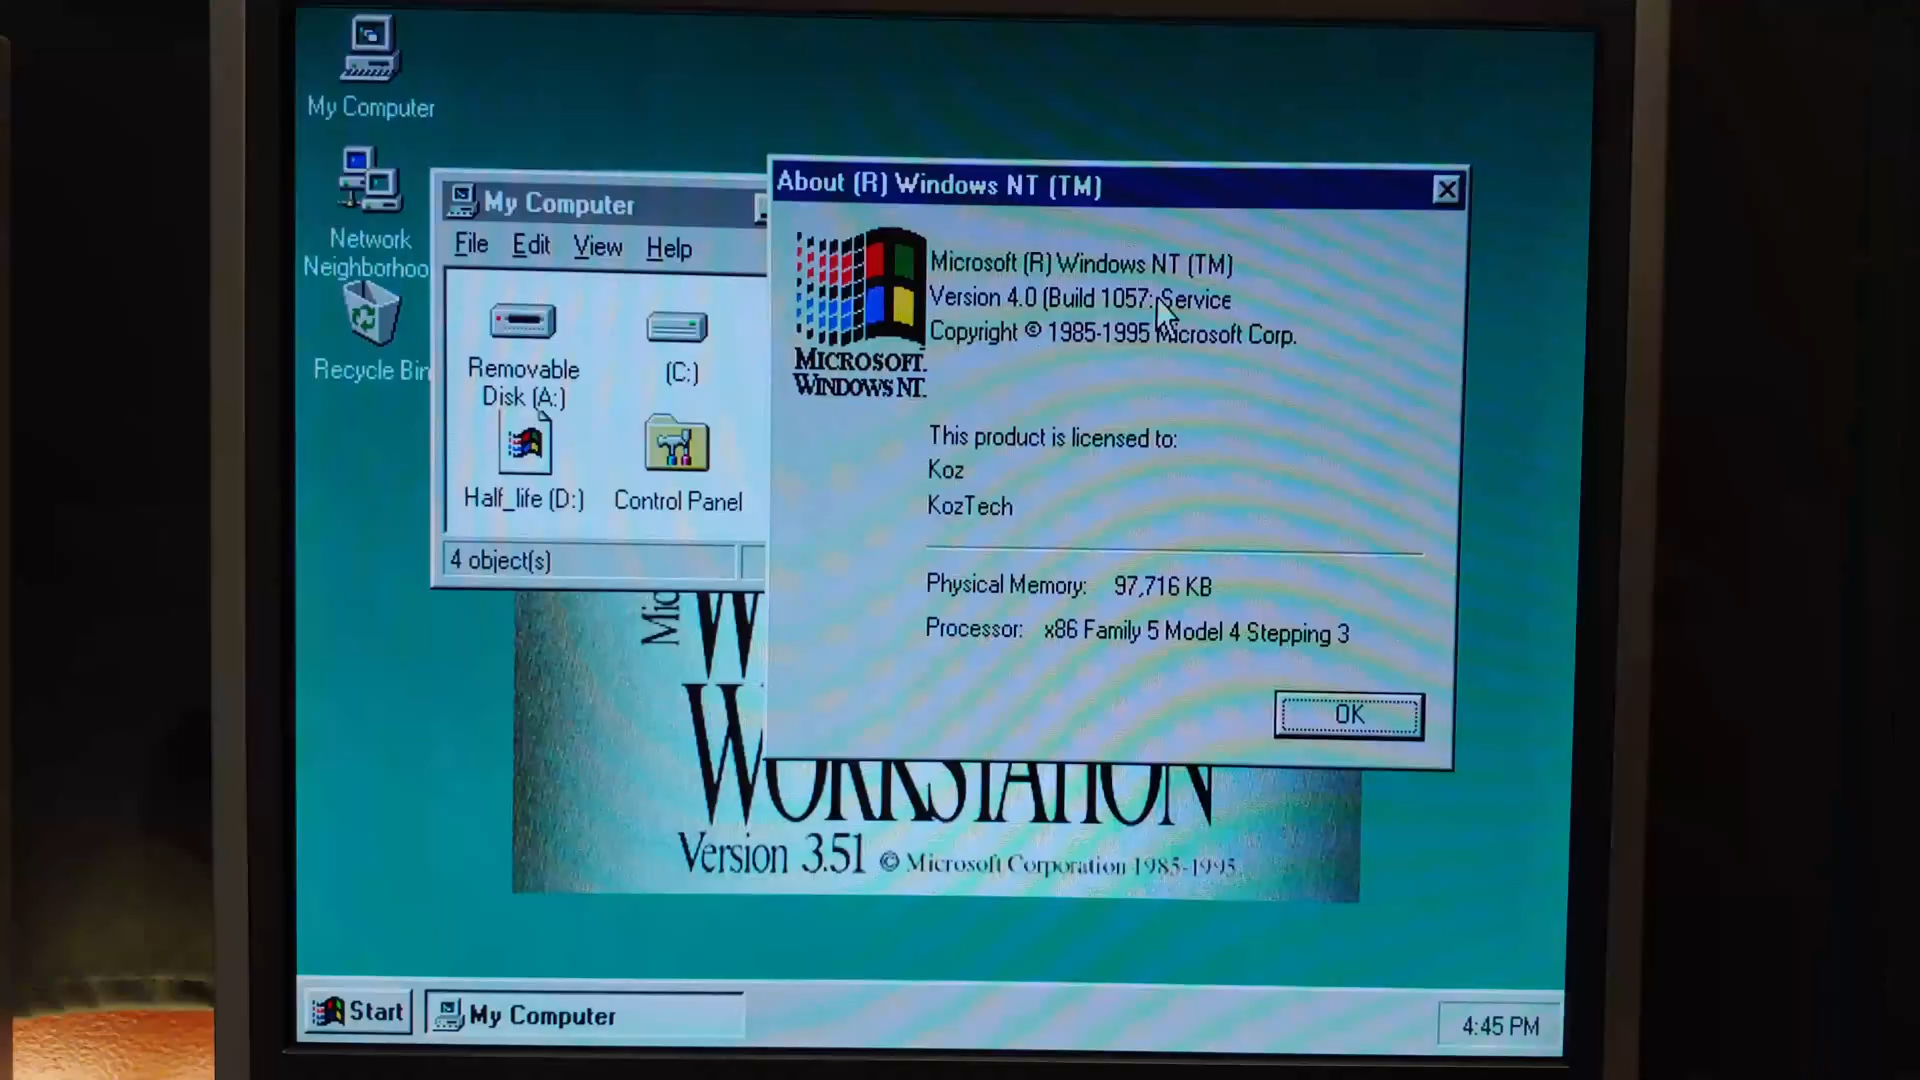 My Computer
Network
Neighborhoo
Recycle Bin
My Computer
File Edit View Help
Removable
Disk (A:)
(C:)
Half_life (D:)
Control Panel
4 object(s)
About (R) Windows NT (TM)
MICROSOFT.
WINDOWS NT.
Microsoft (R) Windows NT (TM)
Version 4.0 (Build 1057: Service
Copyright © 1985-1995 Microsoft Corp.
This product is licensed to:
Koz
KozTech
Physical Memory: 97,716 KB
Processor: x86 Family 5 Model 4 Stepping 3
OK
Mic
W
WORKSTATION
Version 3.51 © Microsoft Corporation 1985-1995
Start
My Computer
4:45 PM